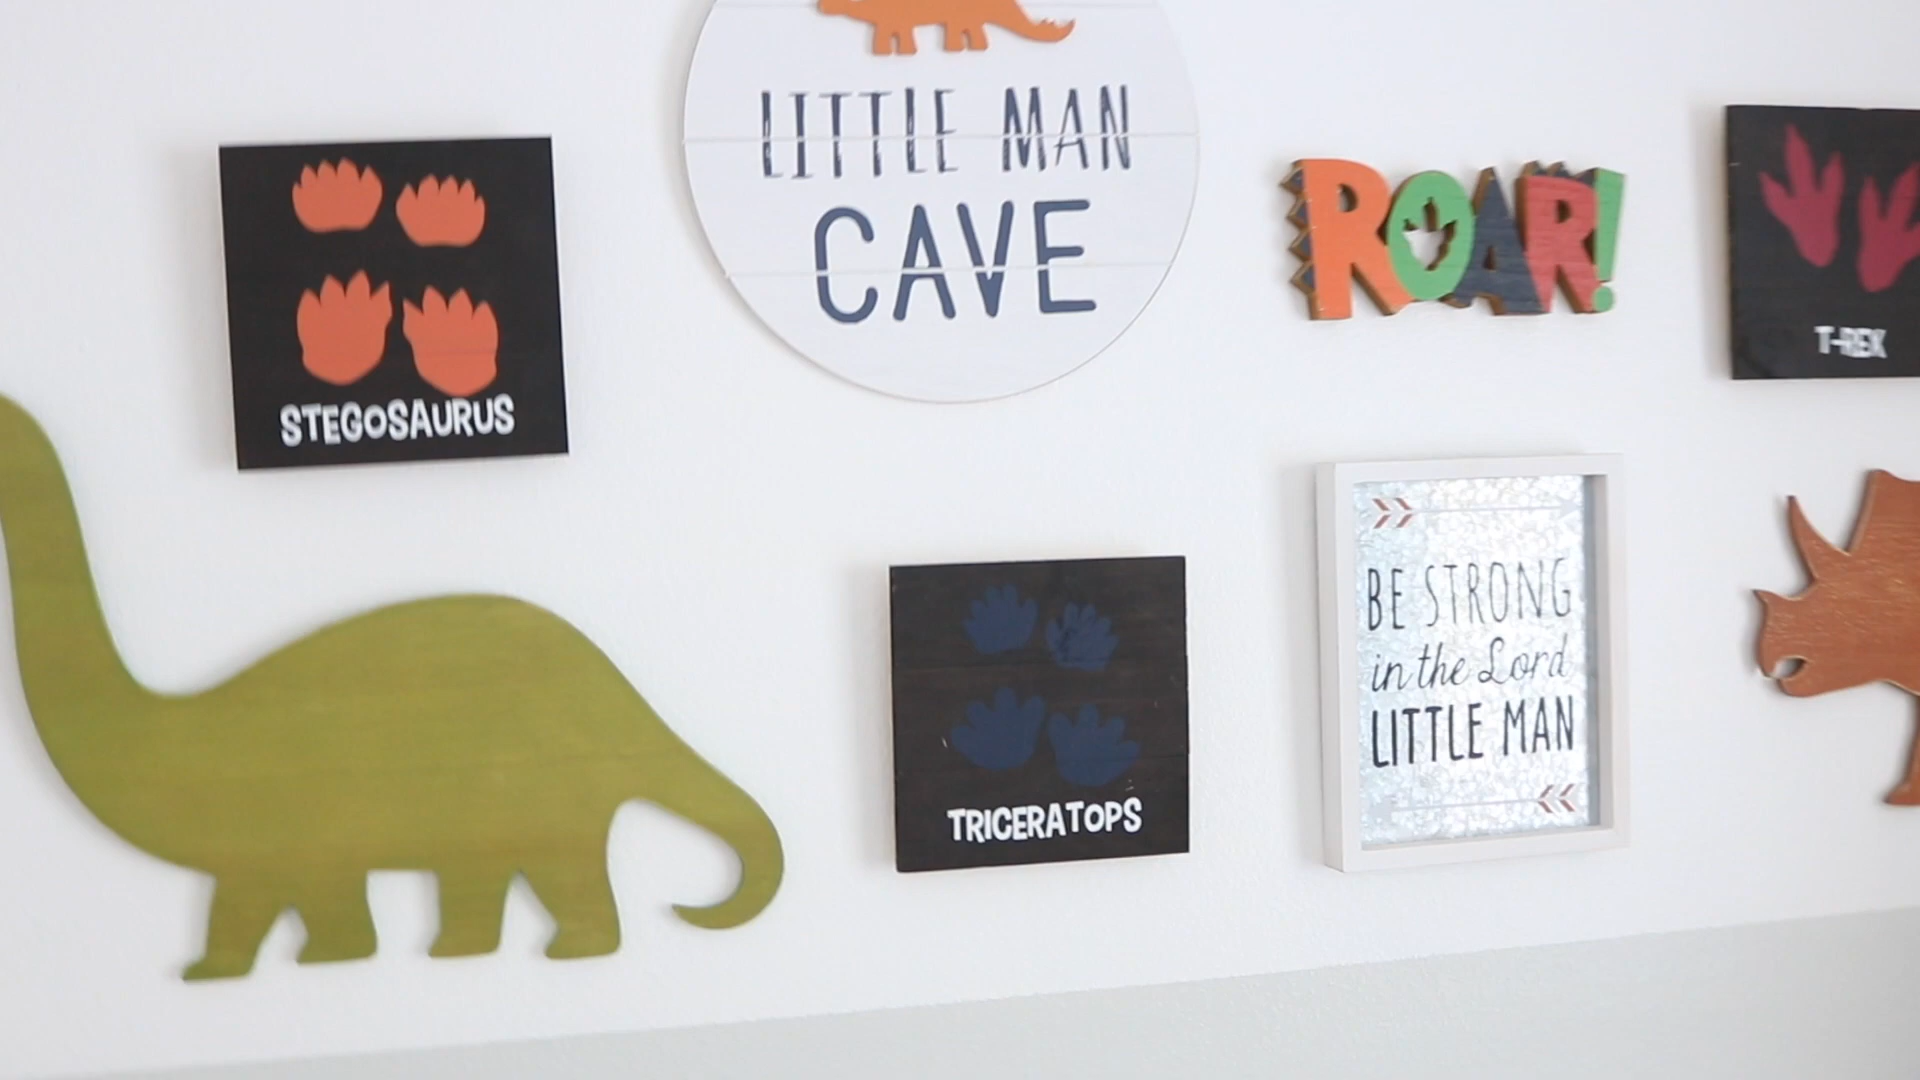 STEGOSAURUS
LITTLE MAN
CAVE
ROAR!
T-REX
TRICERATOPS
BE STRONG
in the Lord
LITTLE MAN